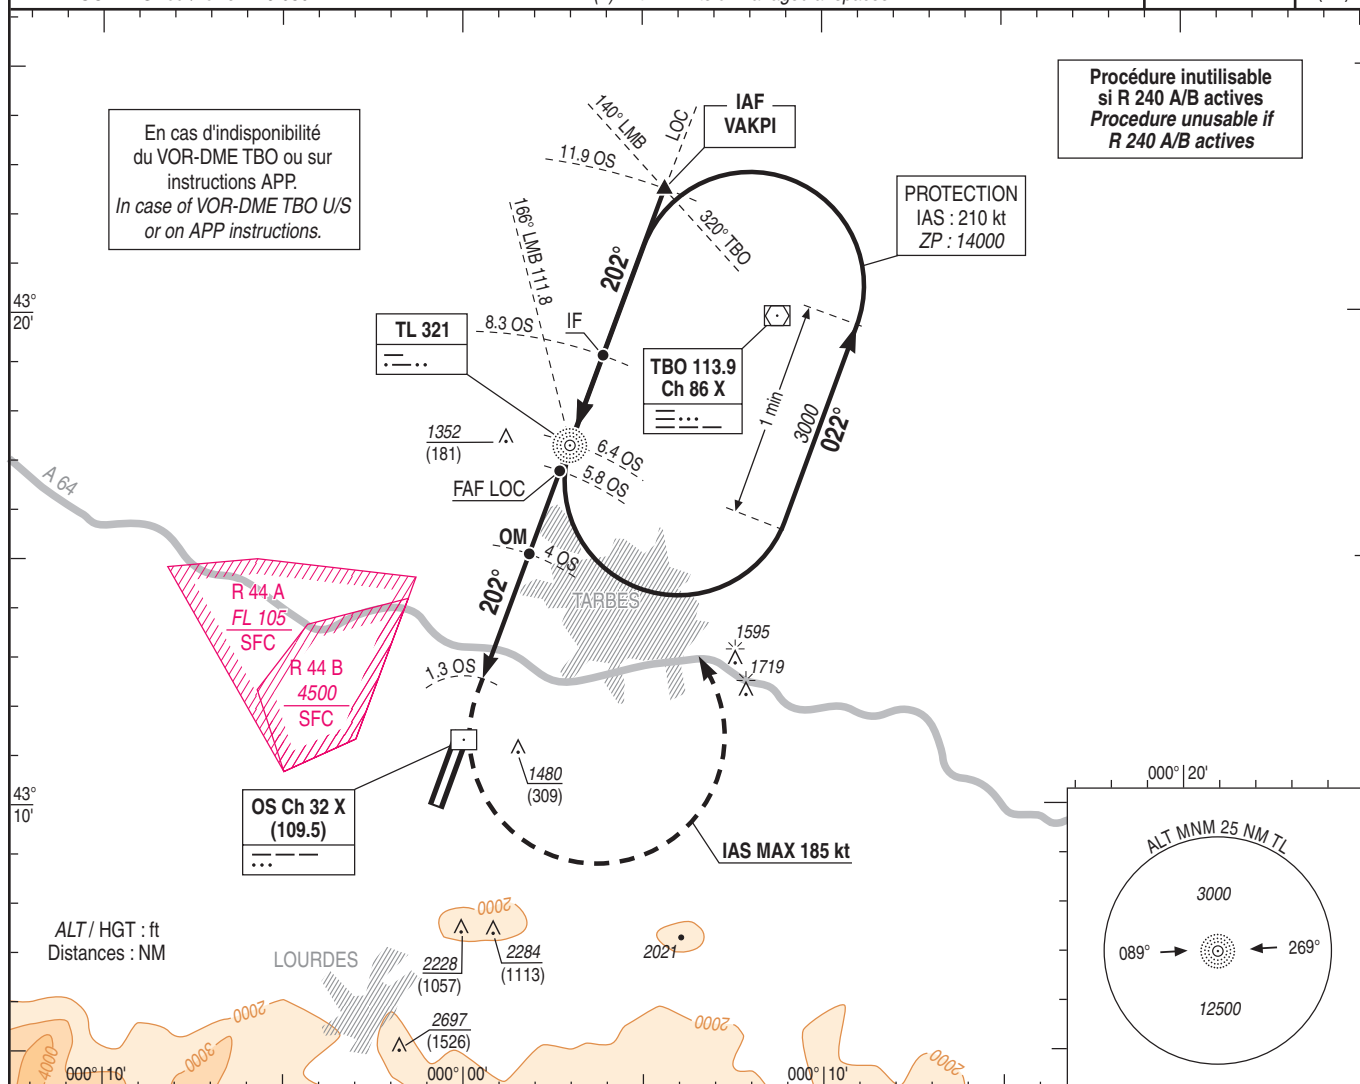 En cas d'indisponibilité
du VOR-DME TBO ou sur
instructions APP.
In case of VOR-DME TBO U/S
or on APP instructions.
Procédure inutilisable
si R 240 A/B actives
Procedure unusable if
R 240 A/B actives
IAF
VAKPI
140° LMB
LOC
11.9 OS
320° TBO
166° LMB 111.8
202°
PROTECTION
IAS : 210 kt
ZP : 14000
43°
20'
TL 321
8.3 OS
IF
TBO 113.9
Ch 86 X
1 min
3000
022°
1352
(181)
6.4 OS
5.8 OS
FAF LOC
A 64
OM
4 OS
202°
TARBES
R 44 A
FL 105
SFC
R 44 B
4500
SFC
1595
1719
1.3 OS
1480
(309)
43°
10'
OS Ch 32 X
(109.5)
IAS MAX 185 kt
000° 20'
ALT MNM 25 NM TL
3000
089°
269°
12500
ALT / HGT : ft
Distances : NM
LOURDES
2000
2228
(1057)
2284
(1113)
2021
2000
2697
(1526)
2000
3000
4000
2000
000° 10'
000° 00'
000° 10'